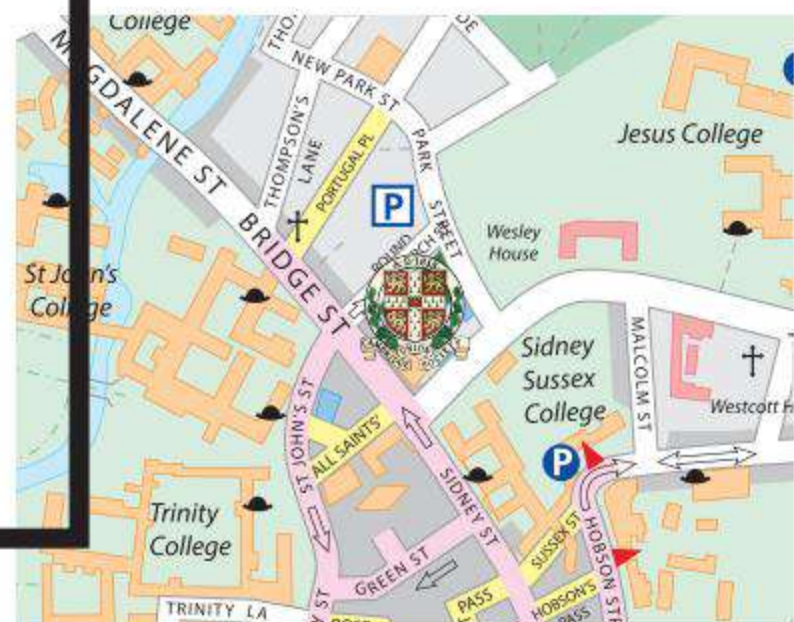 College
MAGDALENE ST
NEW PARK ST
THOMPSON'S
LANE
PORTUGAL PL
PARK
STREET
P
Jesus College
BRIDGE ST
ROUND
Wesley
House
St John's
College
Sidney
Sussex
College
MALCOLM ST
Westcott
ST JOHN'S ST
ALL SAINTS'
P
SIDNEY ST
Trinity
College
SUSSEX ST
HOBSON
GREEN ST
PASS
HOBSON'S
PASS
TRINITY LA
ST